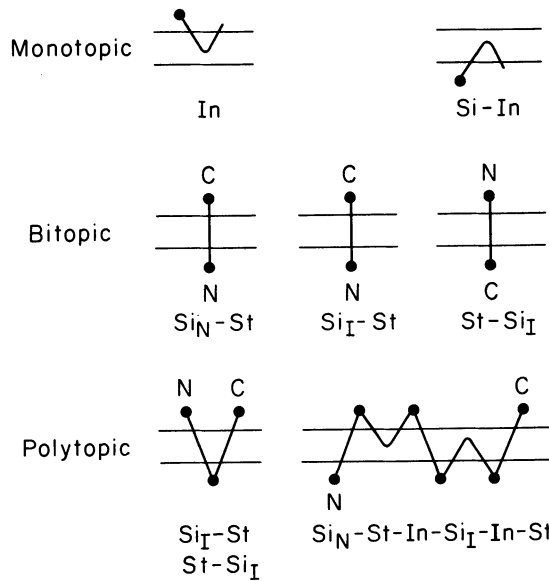 Monotopic
In
Si-In
C
C
N
Bitopic
N
N
C
SiN-St
SiI-St
St-SiI
N
C
C
Polytopic
N
SiI-St
St-SiI
SiN-St-In-SiI-In-St